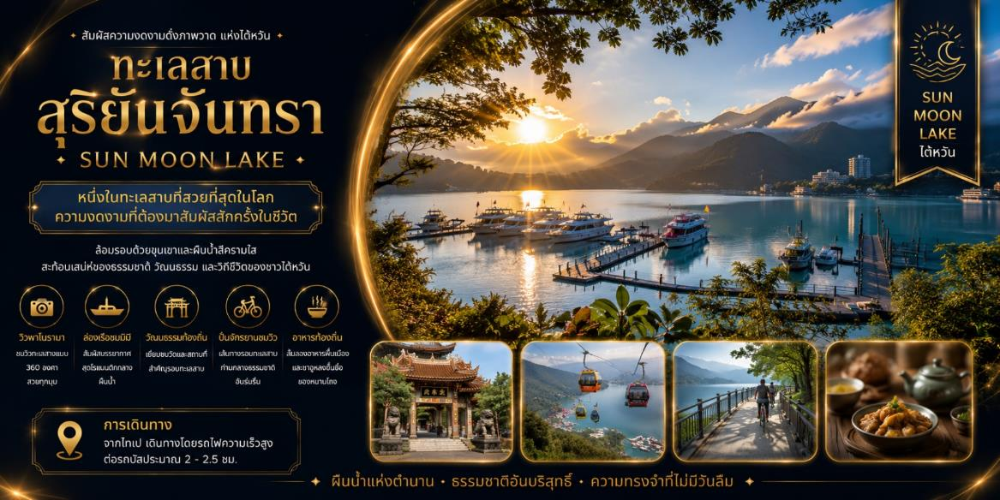 สัมผัสความงดงามดั่งภาพวาด แห่งไต้หวัน
ทะเลสาบ
สุริยันจันทรา
SUN MOON LAKE
หนึ่งในทะเลสาบที่สวยที่สุดในโลก
ความงดงามที่ต้องมาสัมผัสสักครั้งในชีวิต
ล้อมรอบด้วยขุนเขาและผืนน้ำสีครามใส
สะท้อนเสน่ห์ของธรรมชาติ วัฒนธรรม และวิถีชีวิตของชาวไต้หวัน
วิวพาโนรามา
ชมวิวทะเลสาบแบบ
360 องศา
สวยทุกมุม
ล่องเรือชมมิมิ
สัมผัสบรรยากาศ
สุดโรแมนติกกลาง
ผืนน้ำ
วัฒนธรรมท้องถิ่น
เยี่ยมชมวัดและสถานที่
สำคัญรอบทะเลสาบ
ปั่นจักรยานชมวิว
เส้นทางรอบทะเลสาบ
ท่ามกลางธรรมชาติ
อันร่มรื่น
อาหารท้องถิ่น
ลิ้มลองอาหารพื้นเมือง
และชาอูหลงขึ้นชื่อ
ของหนานโถว
การเดินทาง
จากไทเป เดินทางโดยรถไฟความเร็วสูง
ต่อรถบัสประมาณ 2 - 2.5 ชม.
SUN
MOON
LAKE
ไต้หวัน
ผืนน้ำแห่งตำนาน • ธรรมชาติอันบริสุทธิ์ • ความทรงจำที่ไม่มีวันลืม